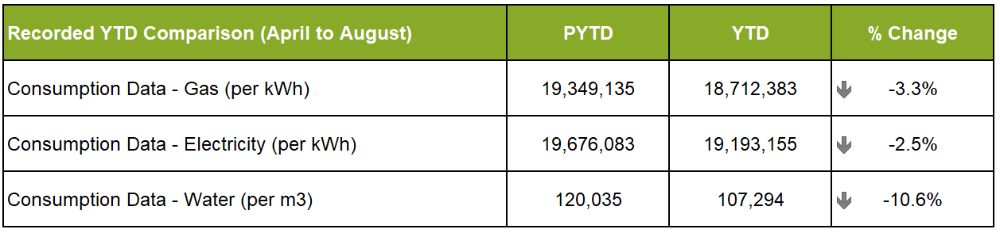 Recorded YTD Comparison (April to August) PYTD YTD % Change
Consumption Data - Gas (per kWh) 19,349,135 18,712,383 -3.3%
Consumption Data - Electricity (per kWh) 19,676,083 19,193,155 -2.5%
Consumption Data - Water (per m3) 120,035 107,294 -10.6%